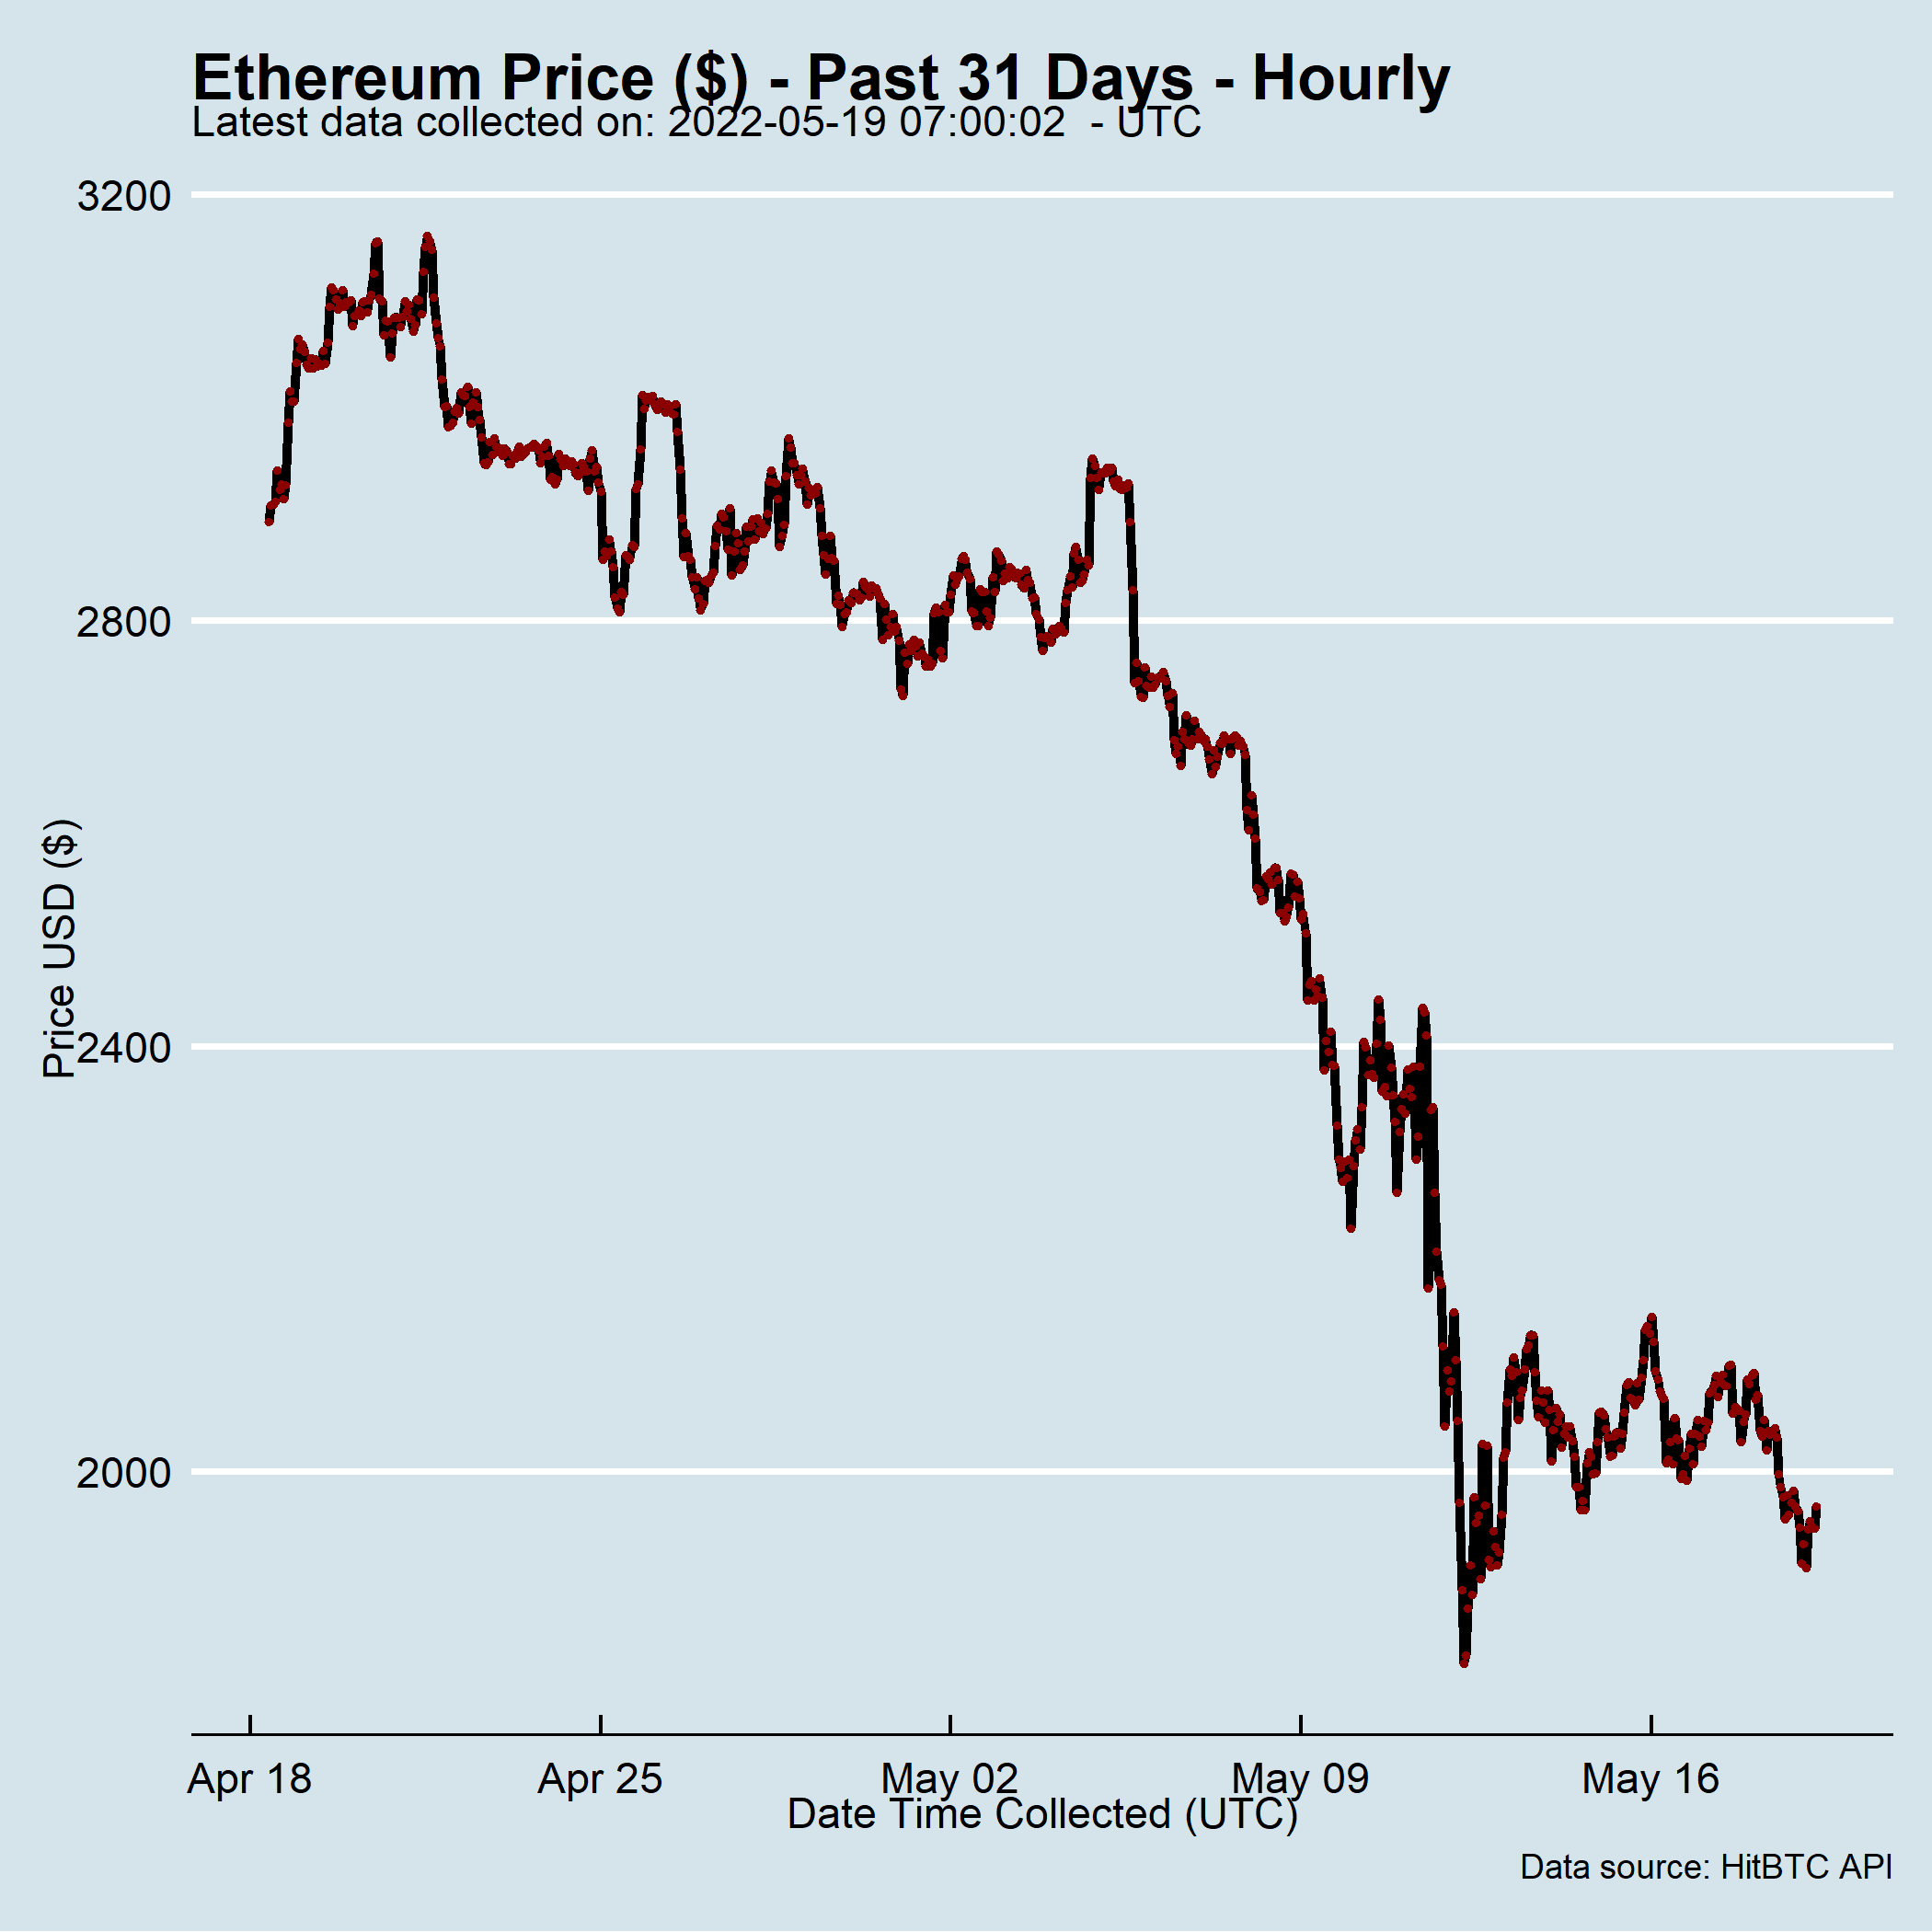 Ethereum Price ($) - Past 31 Days - Hourly
Latest data collected on: 2022-05-19 07:00:02  - UTC
3200
2800
2400
2000
Price USD ($)
Apr 18
Apr 25
May 02
May 09
May 16
Date Time Collected (UTC)
Data source: HitBTC API